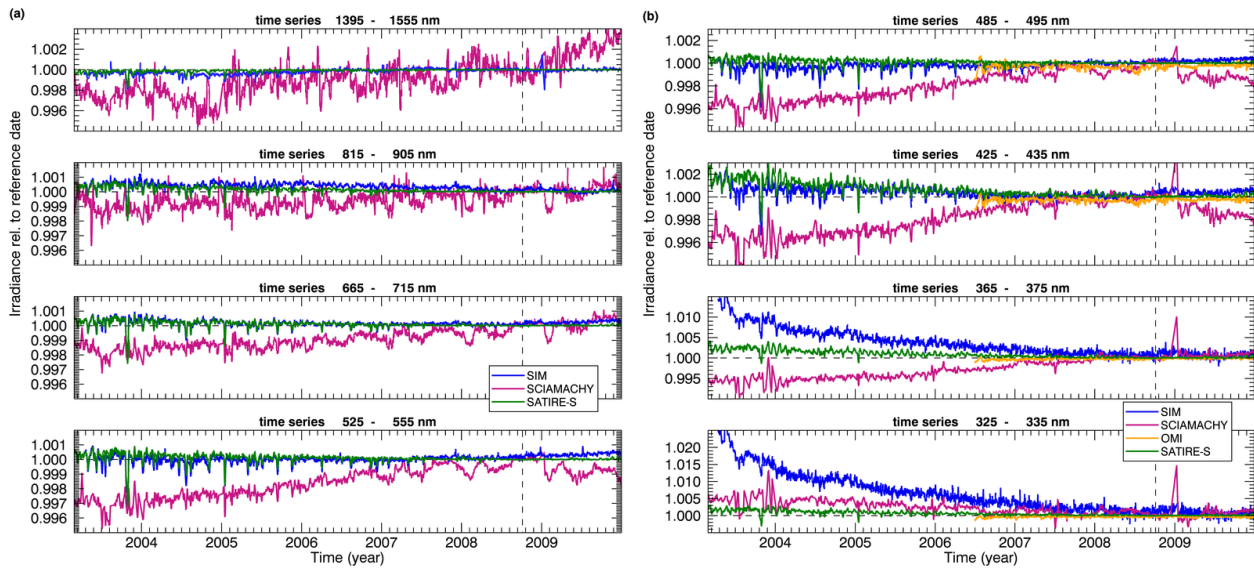 (a)
time series 1395 - 1555 nm
1.002
1.000
0.998
0.996
time series 815 - 905 nm
1.001
1.000
0.999
0.998
0.997
0.996
time series 665 - 715 nm
1.001
1.000
0.999
0.998
0.997
0.996
SIM
SCIAMACHY
SATIRE-S
time series 525 - 555 nm
1.001
1.000
0.999
0.998
0.997
0.996
2004 2005 2006 2007 2008 2009
Time (year)
Irradiance rel. to reference date
(b)
time series 485 - 495 nm
1.002
1.000
0.998
0.996
time series 425 - 435 nm
1.002
1.000
0.998
0.996
time series 365 - 375 nm
1.010
1.005
1.000
0.995
time series 325 - 335 nm
SIM
SCIAMACHY
OMI
SATIRE-S
1.020
1.015
1.010
1.005
1.000
2004 2005 2006 2007 2008 2009
Time (year)
Irradiance rel. to reference date